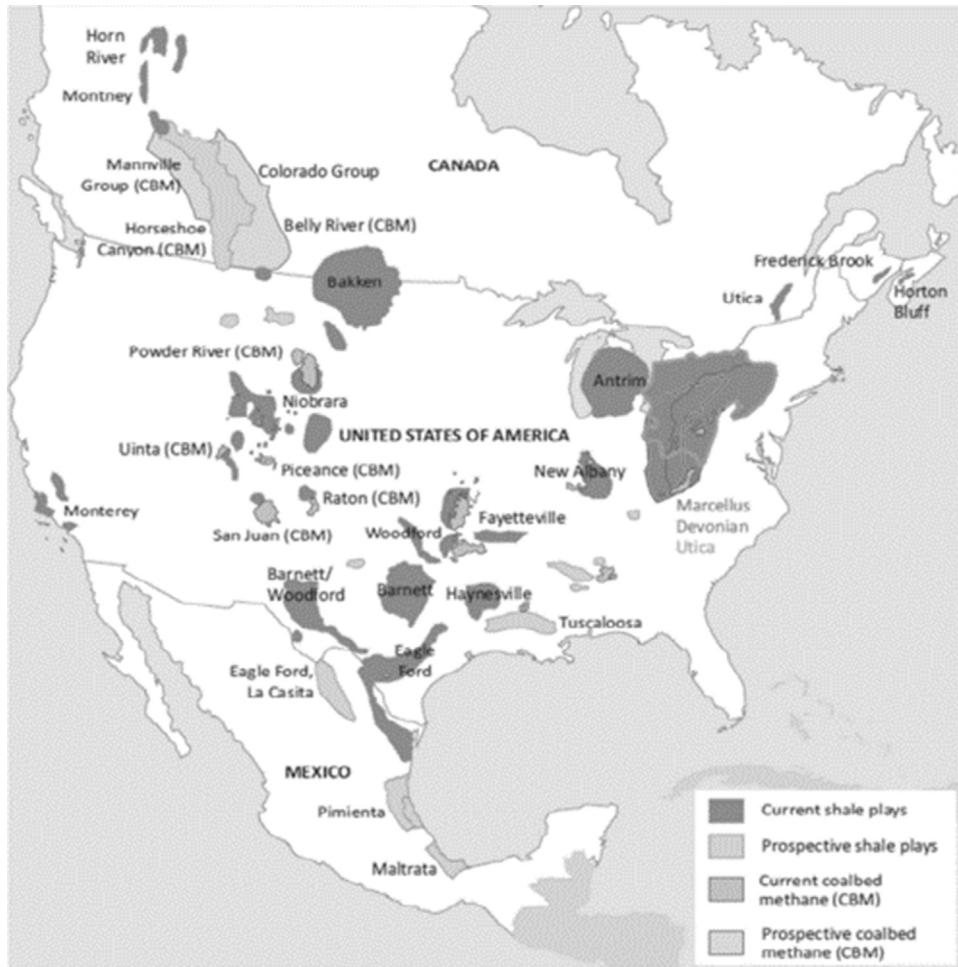 Horn
River
Montney
Mannville
Group (CBM)
Colorado Group
CANADA
Horseshoe
Canyon (CBM)
Belly River (CBM)
Bakken
Frederick Brook
Utica
Horton
Bluff
Powder River (CBM)
Niobrara
Antrim
UNITED STATES OF AMERICA
Uinta (CBM)
Piceance (CBM)
New Albany
Raton (CBM)
Monterey
San Juan (CBM)
Woodford
Fayetteville
Marcellus
Devonian
Utica
Barnett/
Woodford
Barnett
Haynesville
Tuscaloosa
Eagle
Ford
Eagle Ford,
La Casita
MEXICO
Pimienta
Maltrata
Current shale plays
Prospective shale plays
Current coalbed
methane (CBM)
Prospective coalbed
methane (CBM)